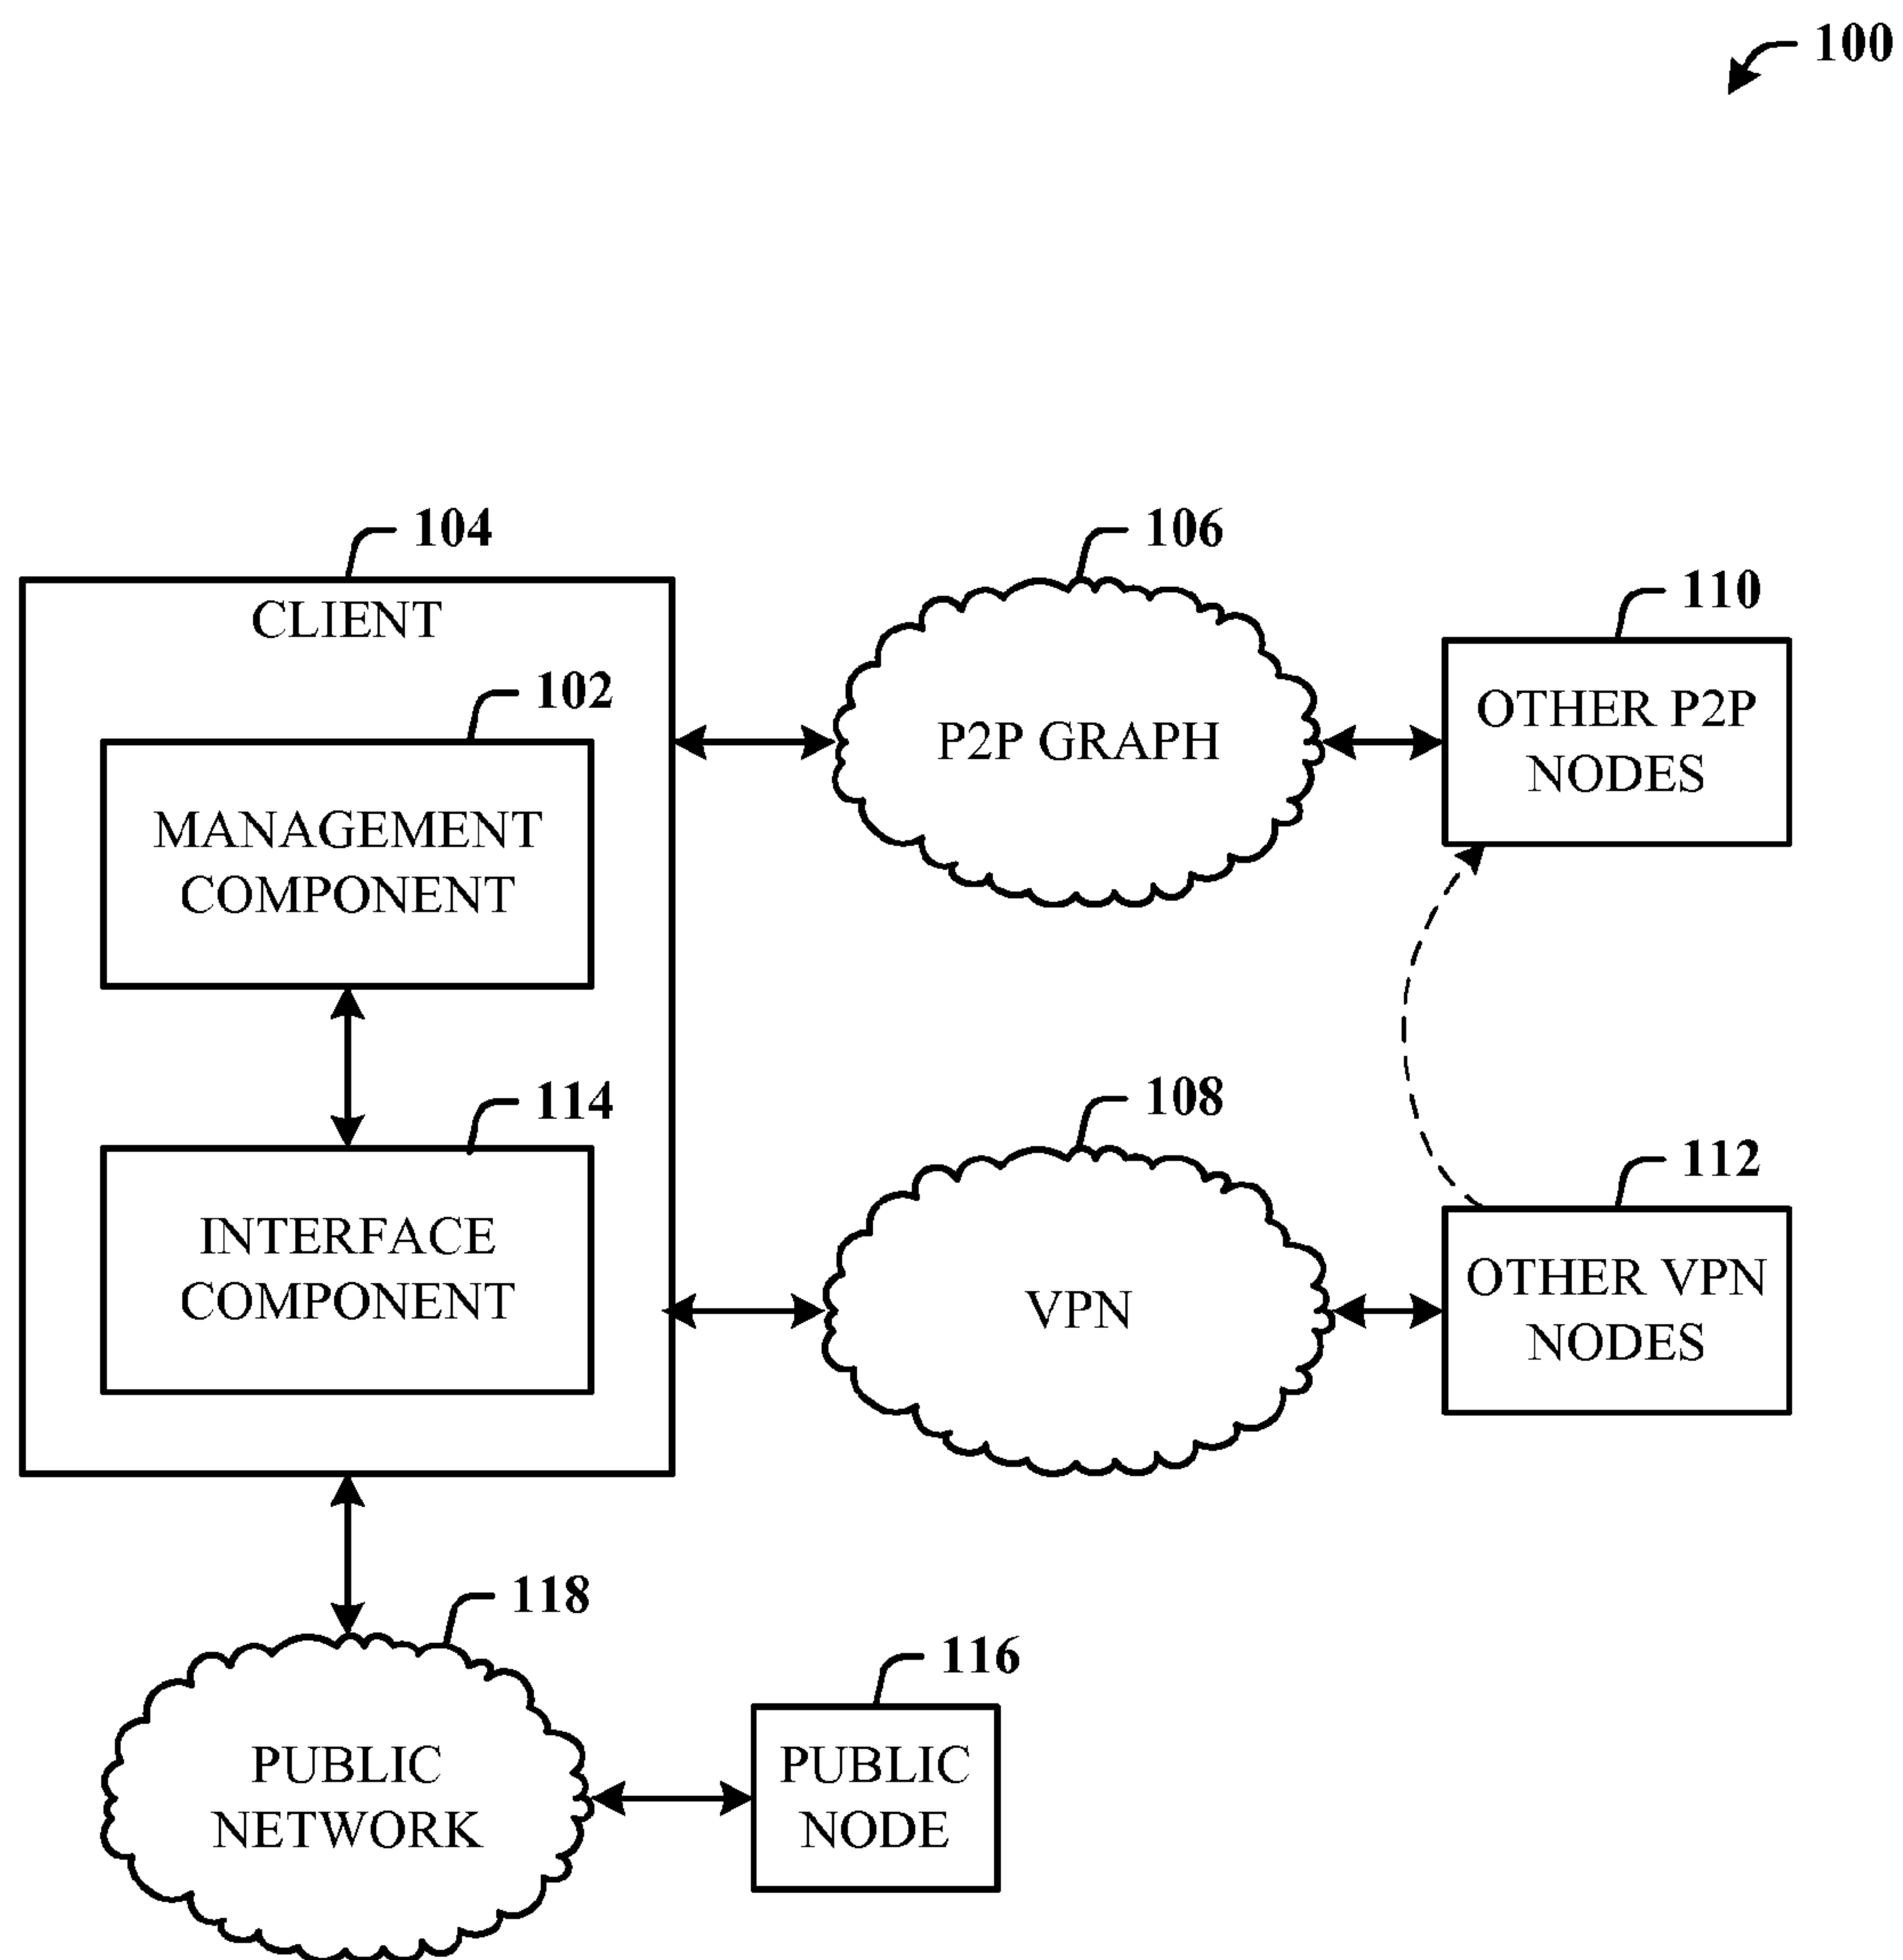 100
104
CLIENT
102
MANAGEMENT
COMPONENT
114
INTERFACE
COMPONENT
106
P2P GRAPH
110
OTHER P2P
NODES
108
VPN
112
OTHER VPN
NODES
118
PUBLIC
NETWORK
116
PUBLIC
NODE